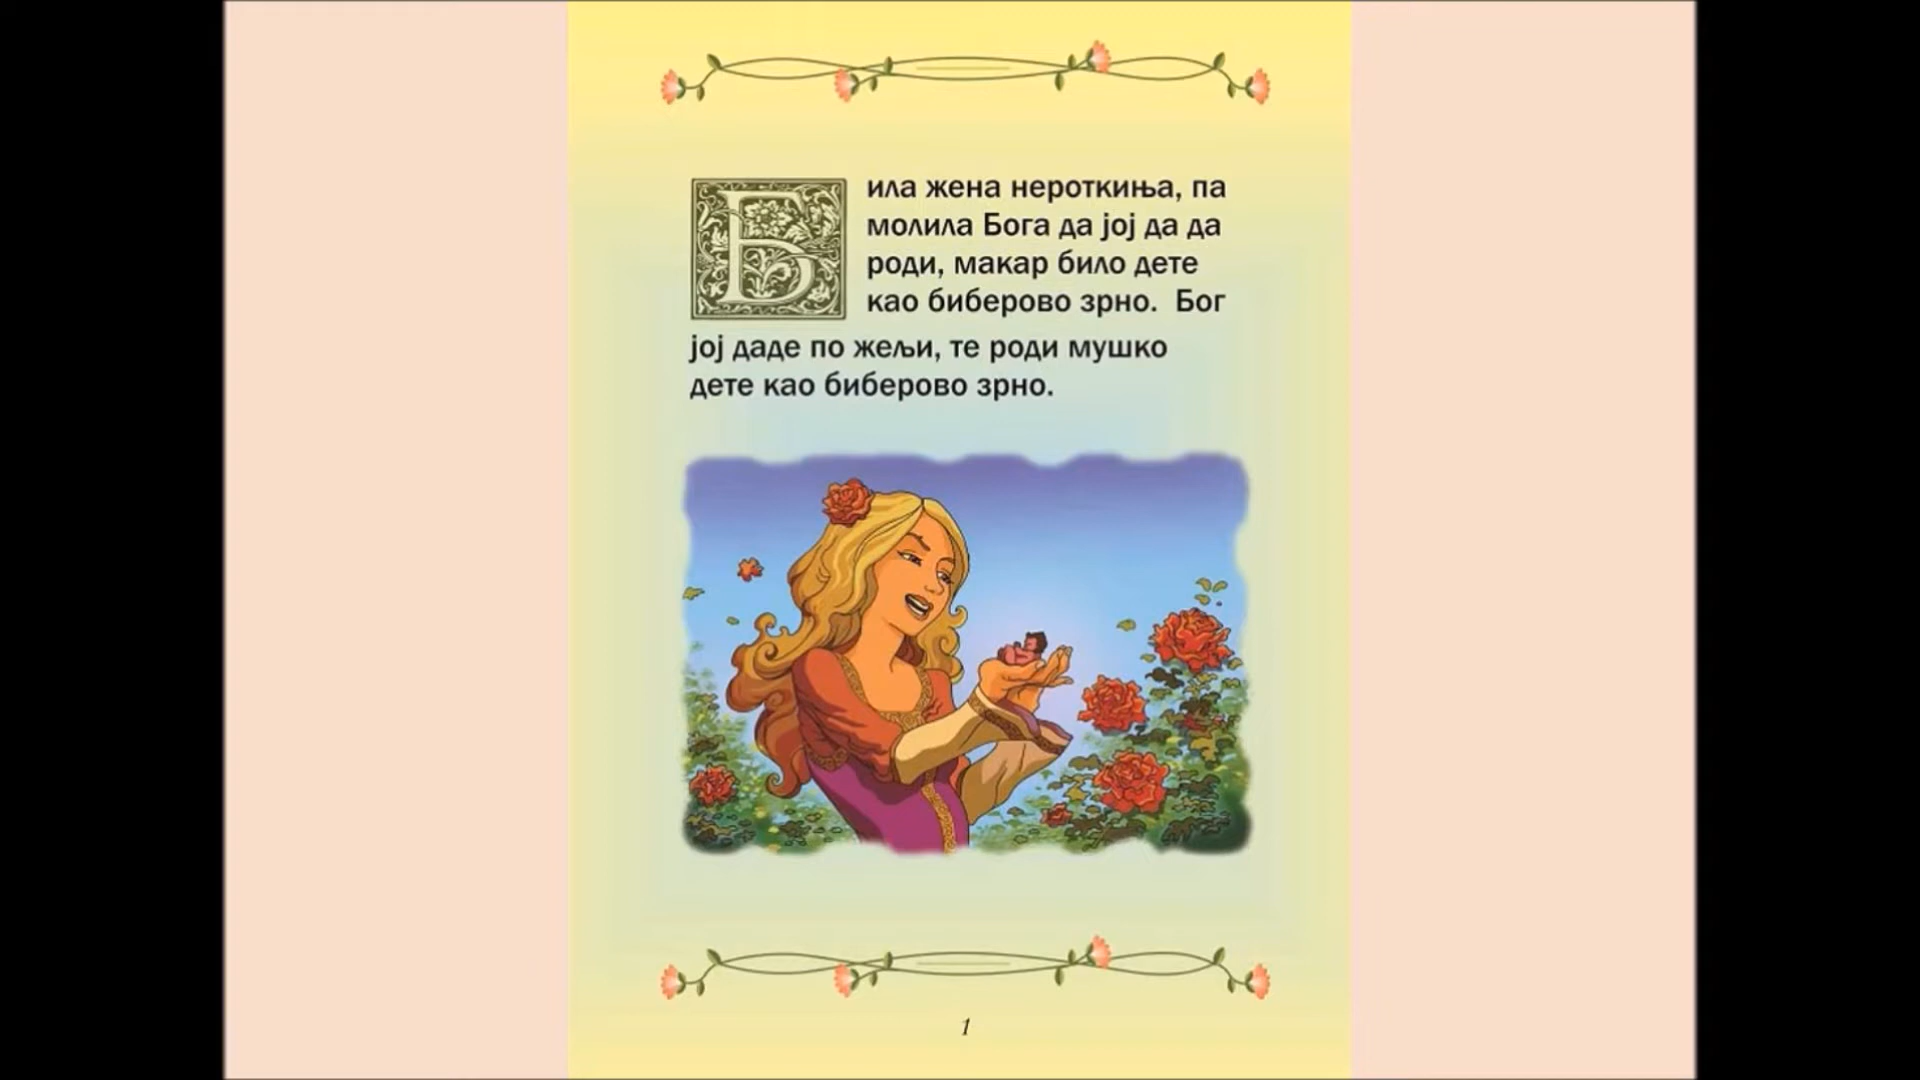 Била жена нероткиња, па
молила Бога да јој да да
роди, макар било дете
као биберово зрно.  Бог
јој даде по жељи, те роди мушко
дете као биберово зрно.
1